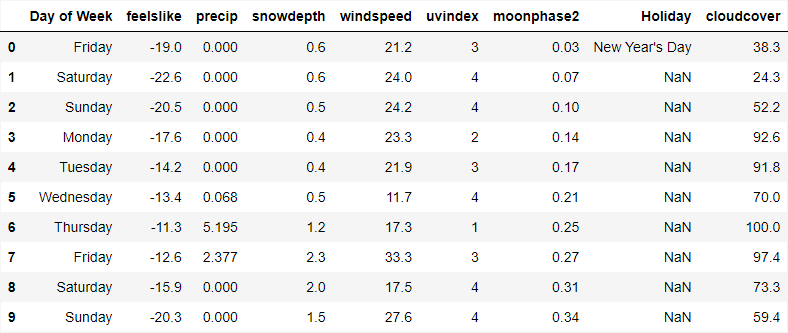 Day of Week feelslike precip snowdepth windspeed uvindex moonphase2 Holiday cloudcover
0 Friday -19.0 0.000 0.6 21.2 3 0.03 New Year's Day 38.3
1 Saturday -22.6 0.000 0.6 24.0 4 0.07 NaN 24.3
2 Sunday -20.5 0.000 0.5 24.2 4 0.10 NaN 52.2
3 Monday -17.6 0.000 0.4 23.3 2 0.14 NaN 92.6
4 Tuesday -14.2 0.000 0.4 21.9 3 0.17 NaN 91.8
5 Wednesday -13.4 0.068 0.5 11.7 4 0.21 NaN 70.0
6 Thursday -11.3 5.195 1.2 17.3 1 0.25 NaN 100.0
7 Friday -12.6 2.377 2.3 33.3 3 0.27 NaN 97.4
8 Saturday -15.9 0.000 2.0 17.5 4 0.31 NaN 73.3
9 Sunday -20.3 0.000 1.5 27.6 4 0.34 NaN 59.4